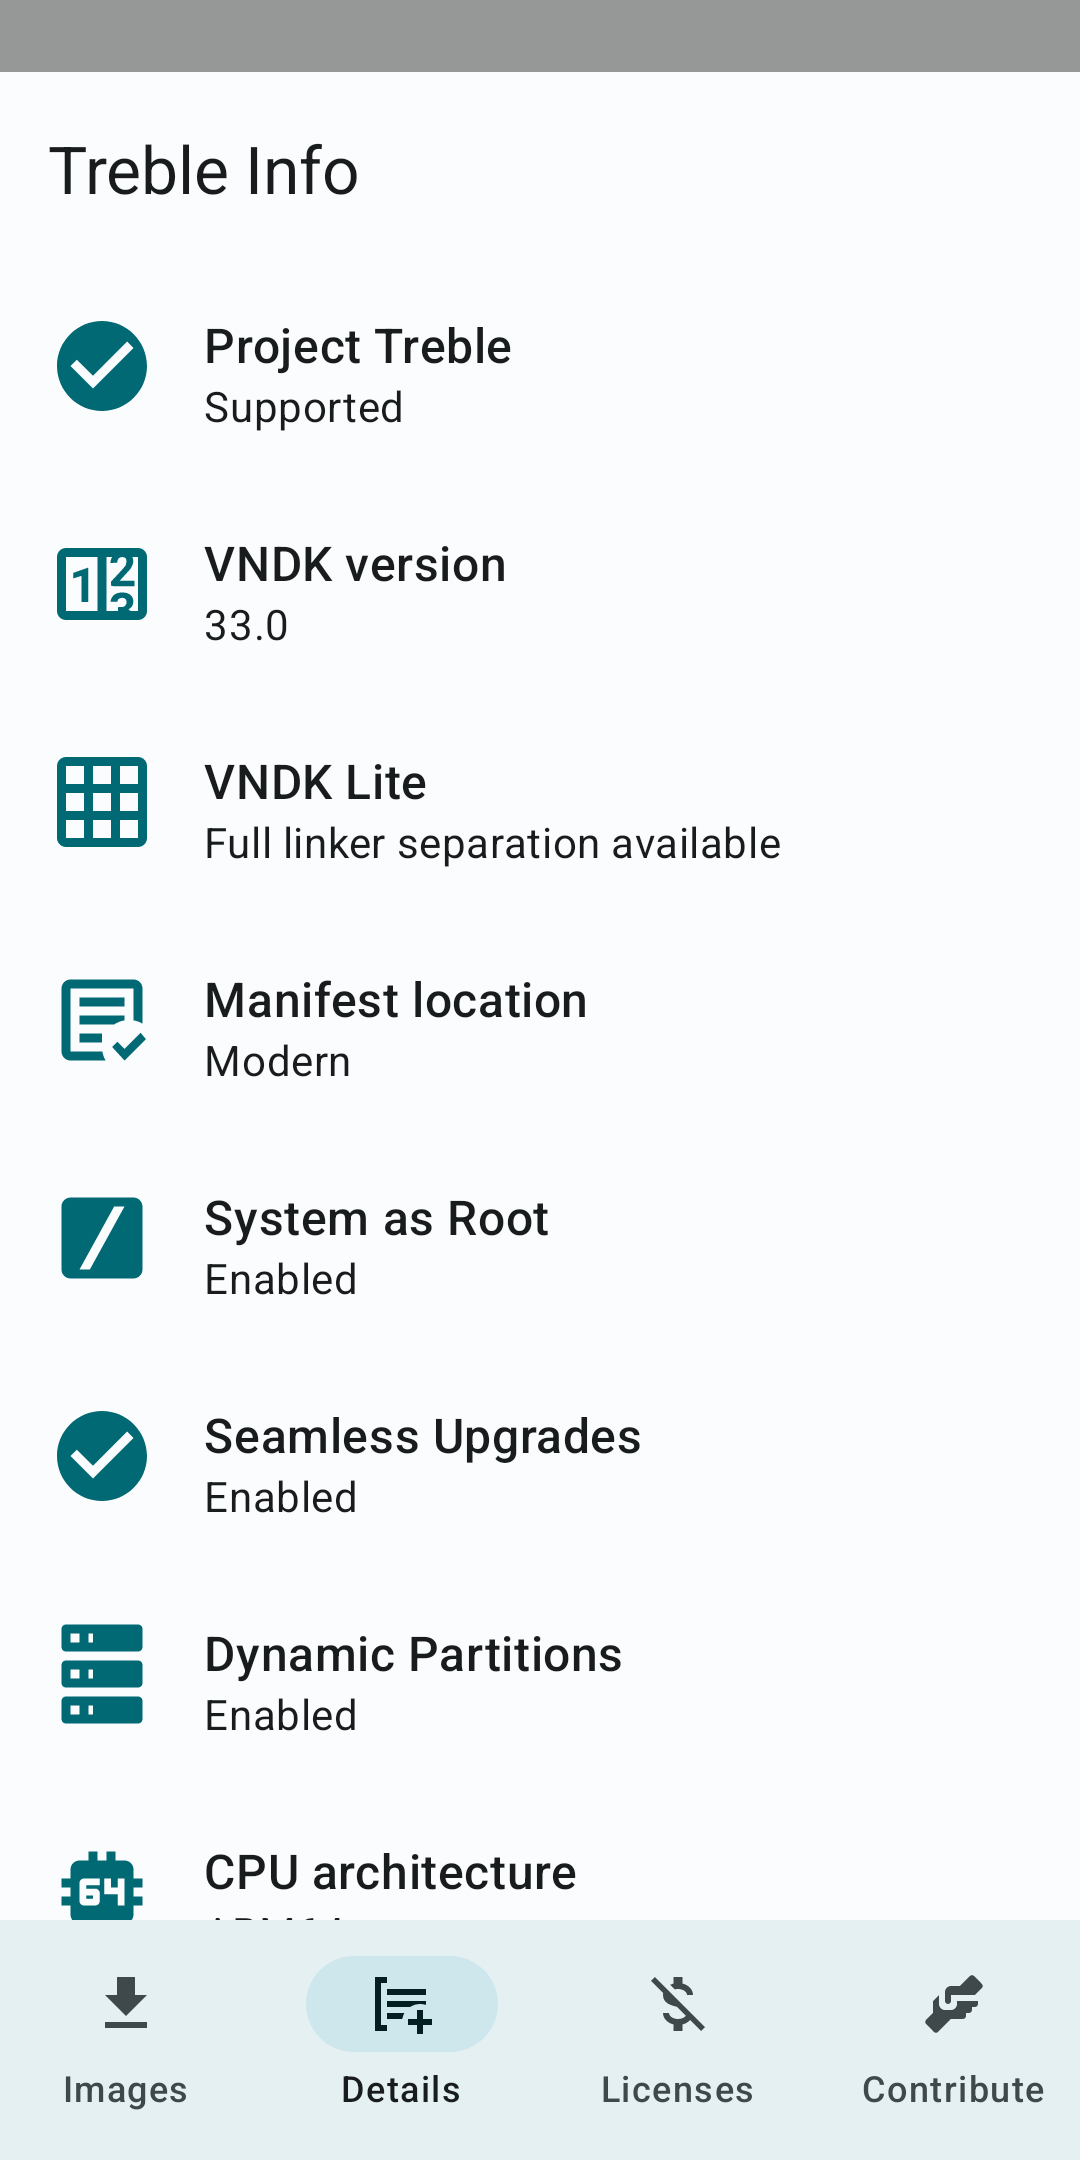 Treble Info
Project Treble
Supported
VNDK version
33.0
VNDK Lite
Full linker separation available
Manifest location
Modern
System as Root
Enabled
Seamless Upgrades
Enabled
Dynamic Partitions
Enabled
CPU architecture
Images
Details
Licenses
Contribute